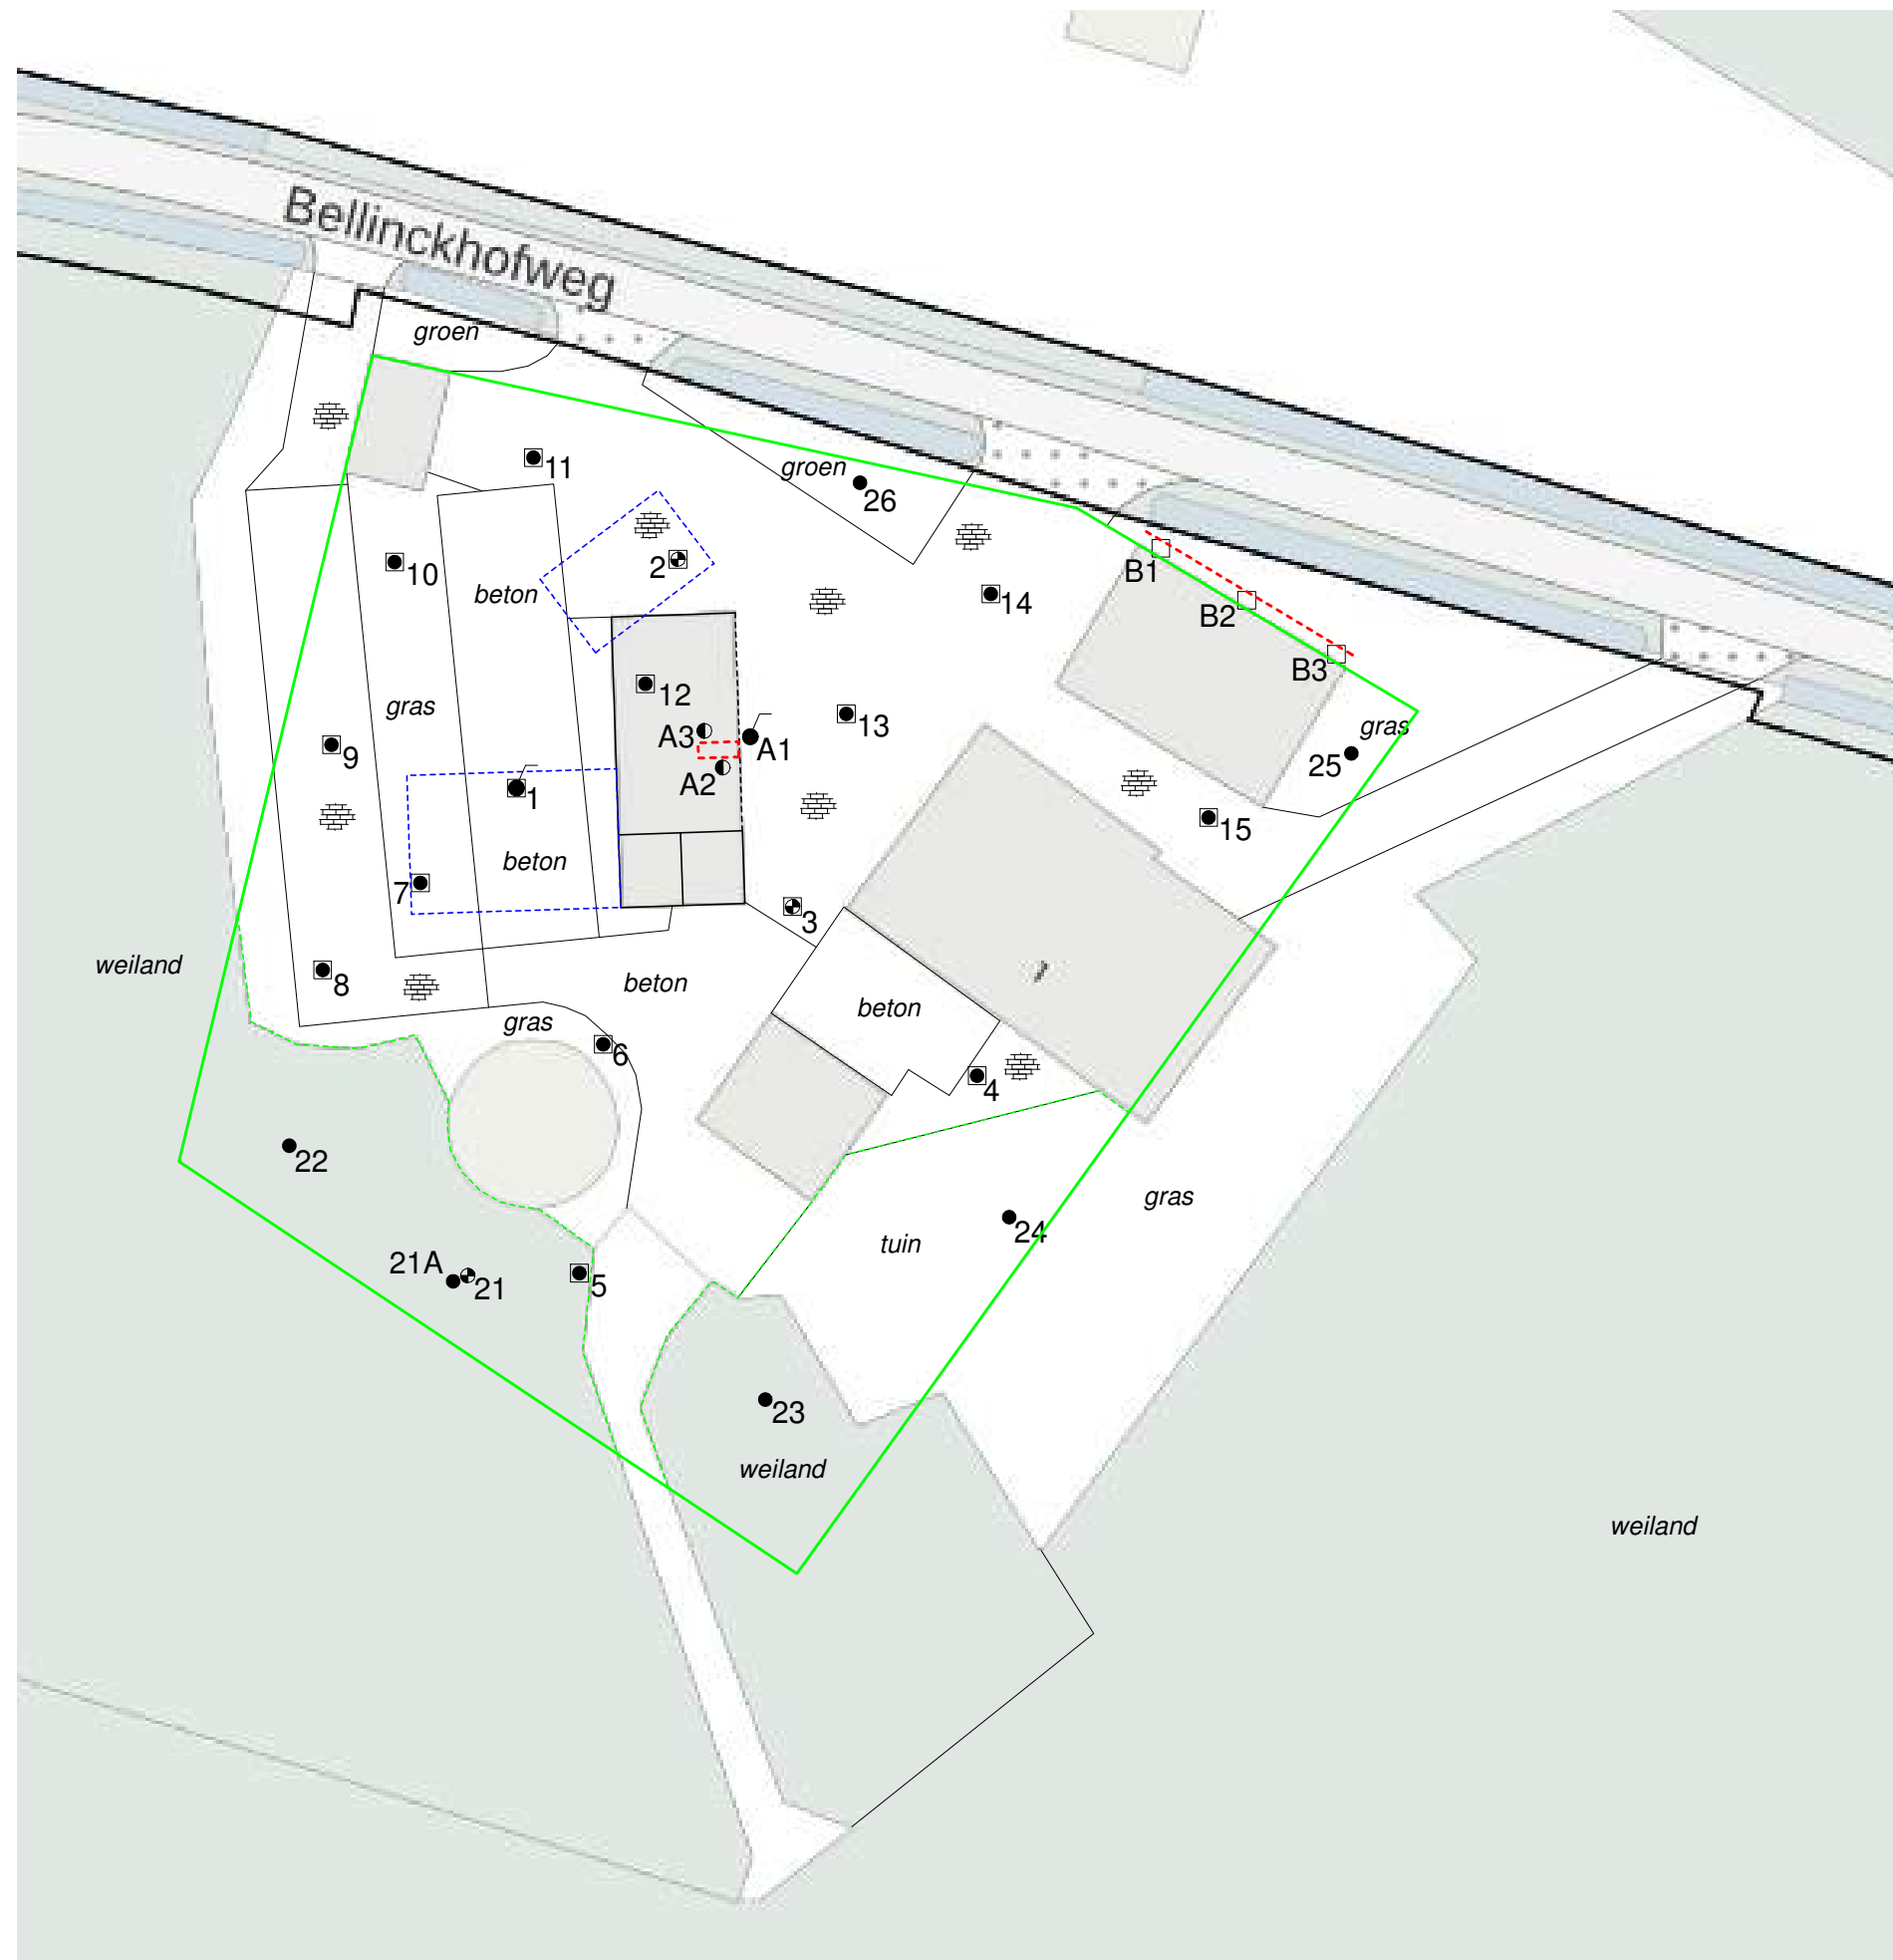 Bellinckhofweg
groen
groen
11
26
2
10
beton
B1
14
B2
B3
12
gras
13
A3
A1
gras
9
25
A2
1
15
beton
7
3
weiland
8
beton
beton
gras
6
4
22
gras
24
tuin
21A
21
5
23
weiland
weiland